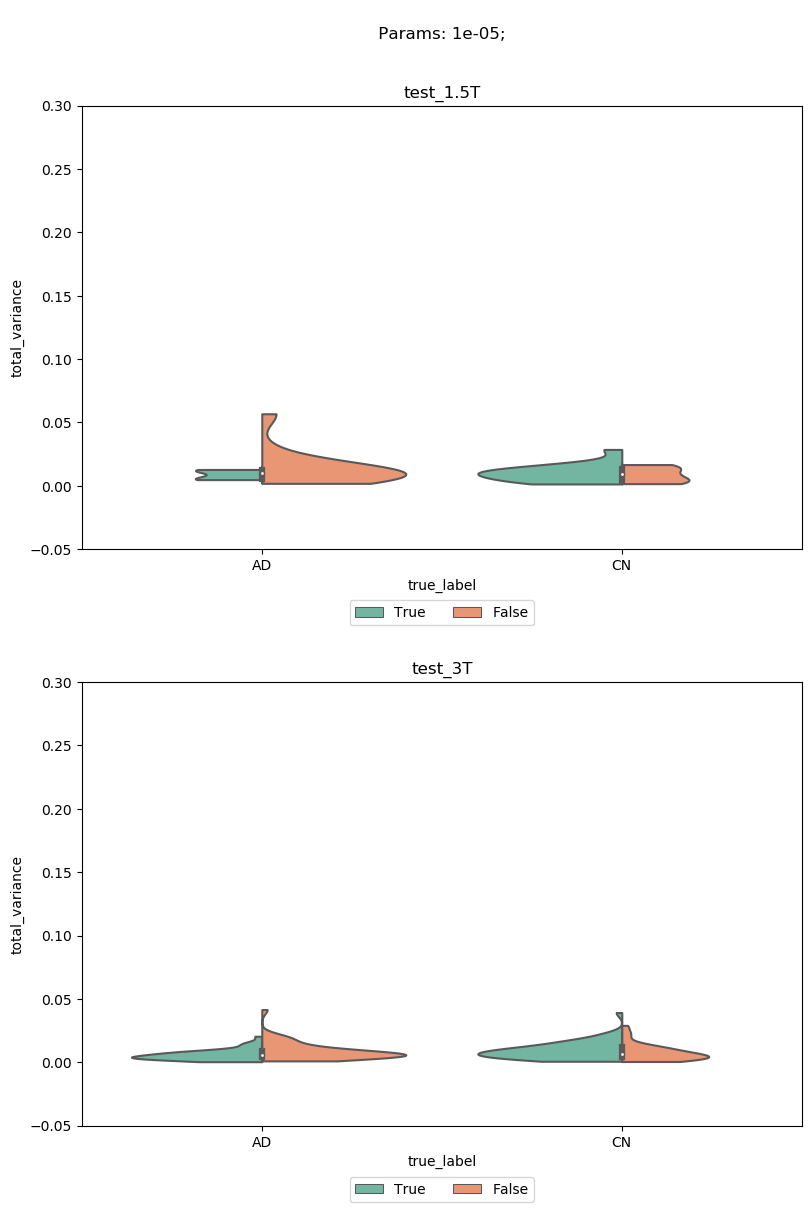 Params: 1e-05;
test_1.5T
0.30
0.25
0.20
0.15
0.10
0.05
0.00
−0.05
total_variance
AD CN
true_label
True False
test_3T
0.30
0.25
0.20
0.15
0.10
0.05
0.00
−0.05
total_variance
AD CN
true_label
True False